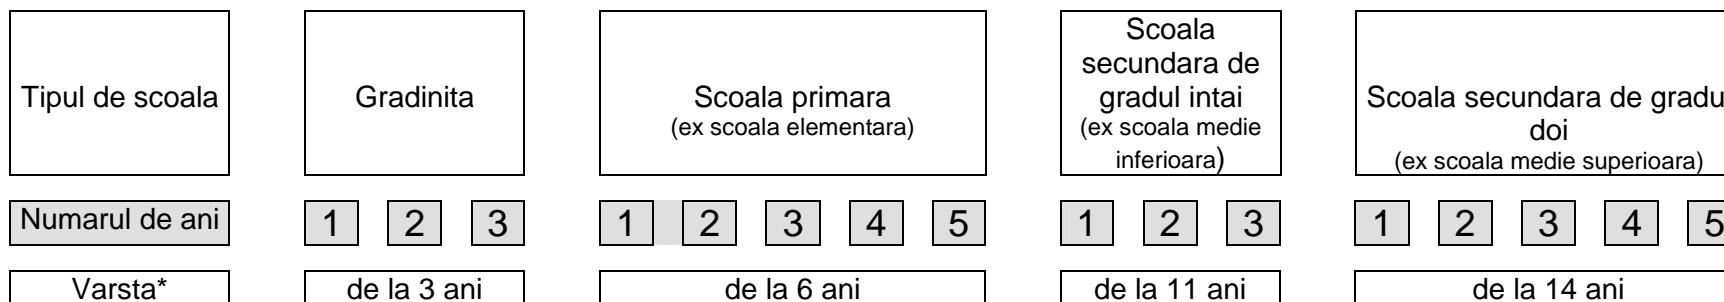 Tipul de scoala
Gradinita
Scoala primara
(ex scoala elementara)
Scoala
secundara de
gradul intai
(ex scoala medie
inferioara)
Scoala secundara de gradu
doi
(ex scoala medie superioara)
Numarul de ani
1 2 3
1 2 3 4 5
1 2 3
1 2 3 4 5
Varsta*
de la 3 ani
de la 6 ani
de la 11 ani
de la 14 ani